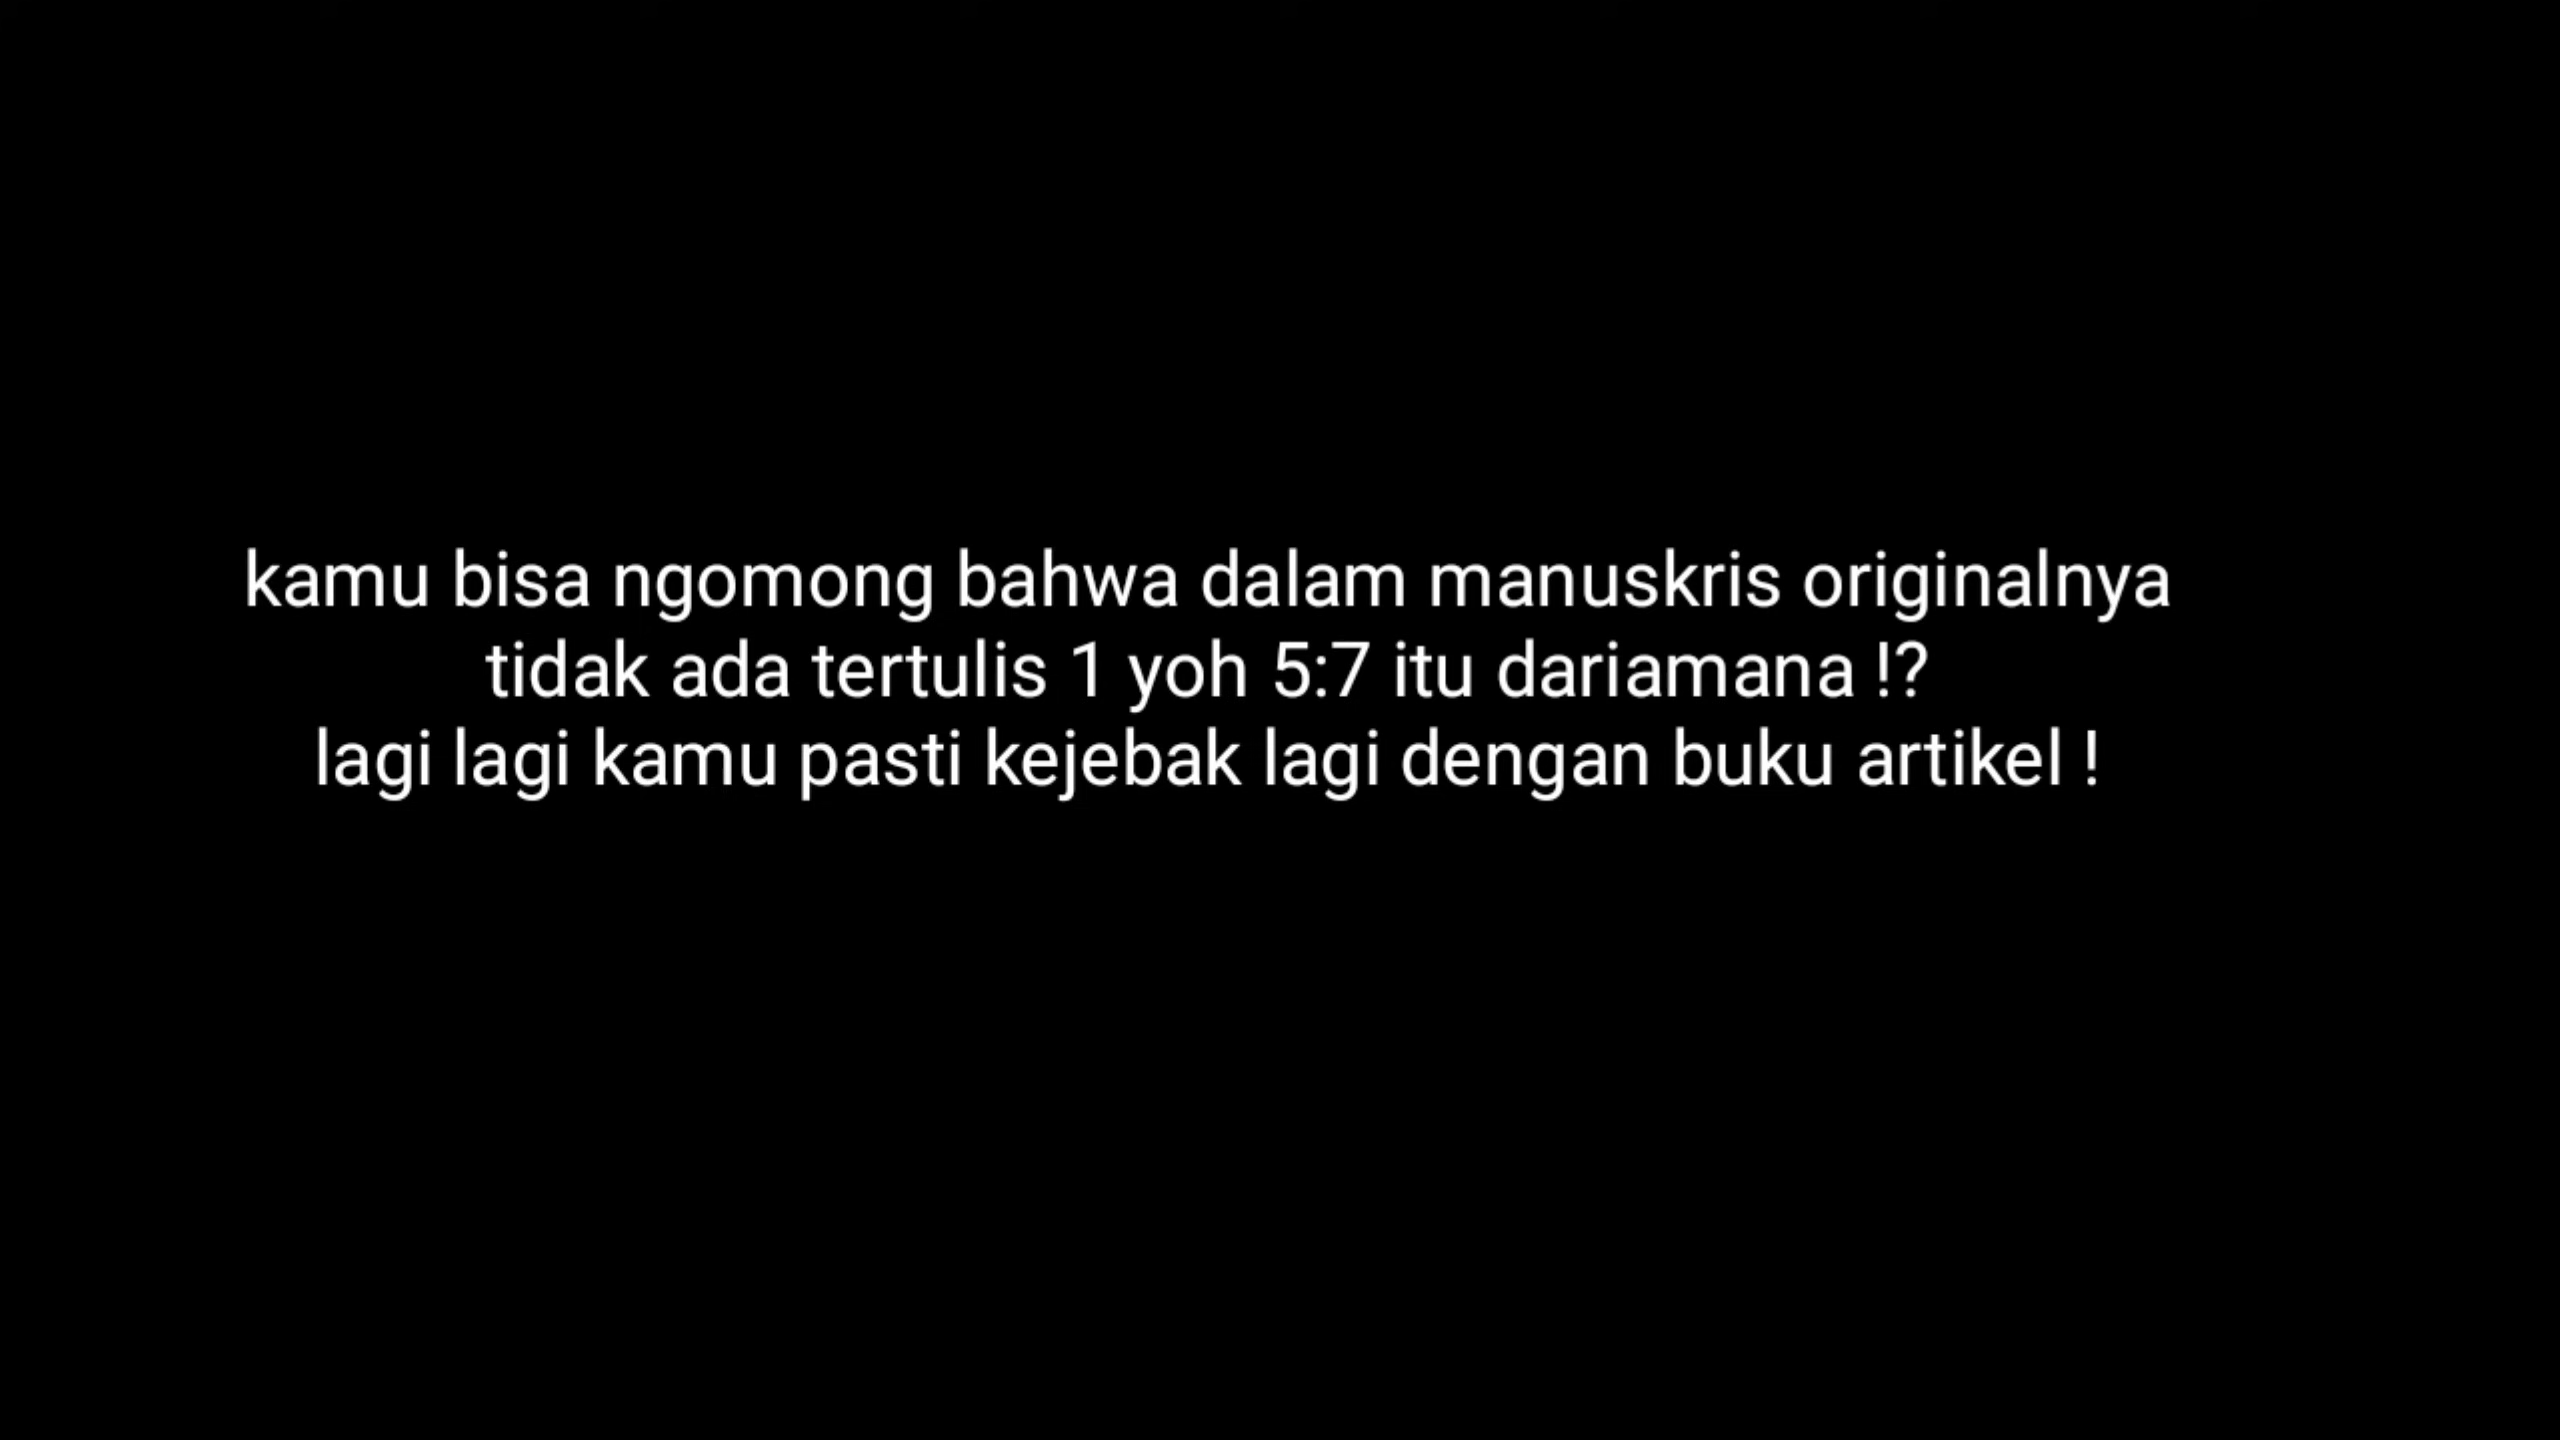 kamu bisa ngomong bahwa dalam manuskris originalnya
tidak ada tertulis 1 yoh 5:7 itu dariamana !?
lagi lagi kamu pasti kejebak lagi dengan buku artikel !